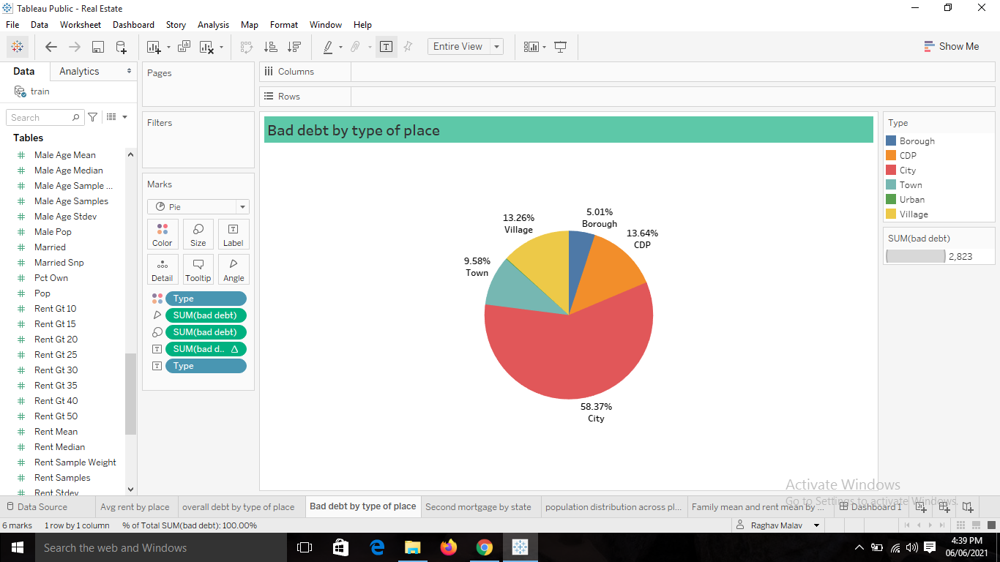 Tableau Public - Real Estate
File Data Worksheet Dashboard Story Analysis Map Format Window Help
Entire View
Show Me
Data Analytics
train
Search
Tables
Male Age Mean
Male Age Median
Male Age Sample ...
Male Age Samples
Male Age Stdev
Male Pop
Married
Married Snp
Pct Own
Pop
Rent Gt 10
Rent Gt 15
Rent Gt 20
Rent Gt 25
Rent Gt 30
Rent Gt 35
Rent Gt 40
Rent Gt 50
Rent Mean
Rent Median
Rent Sample Weight
Rent Samples
Rent Stdev
Pages
Filters
Marks
Pie
Color Size Label
Detail Tooltip Angle
Type
SUM(bad debt)
SUM(bad debt)
SUM(bad d.. Δ
Type
Columns
Rows
Bad debt by type of place
5.01%
Borough
13.64%
CDP
58.37%
City
9.58%
Town
13.26%
Village
Type
Borough
CDP
City
Town
Urban
Village
SUM(bad debt)
2,823
Activate Windows
Go to Settings to activate Windows.
Data Source Avg rent by place overall debt by type of place Bad debt by type of place Second mortgage by state population distribution across pl... Family mean and rent mean by ... Dashboard 1
6 marks 1 row by 1 column % of Total SUM(bad debt): 100.00% Raghav Malav
Search the web and Windows
4:39 PM
06/06/2021